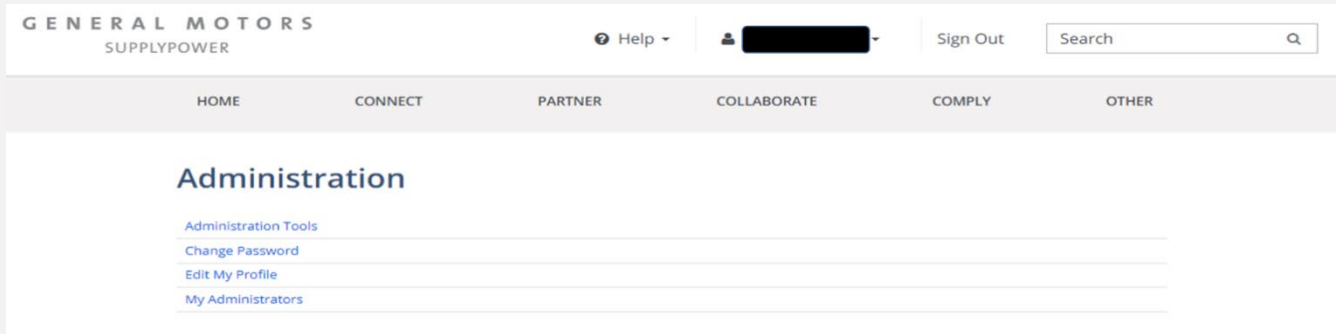 GENERAL MOTORS
SUPPLYPOWER
Help
Sign Out
Search
HOME CONNECT PARTNER COLLABORATE COMPLY OTHER
Administration
Administration Tools
Change Password
Edit My Profile
My Administrators